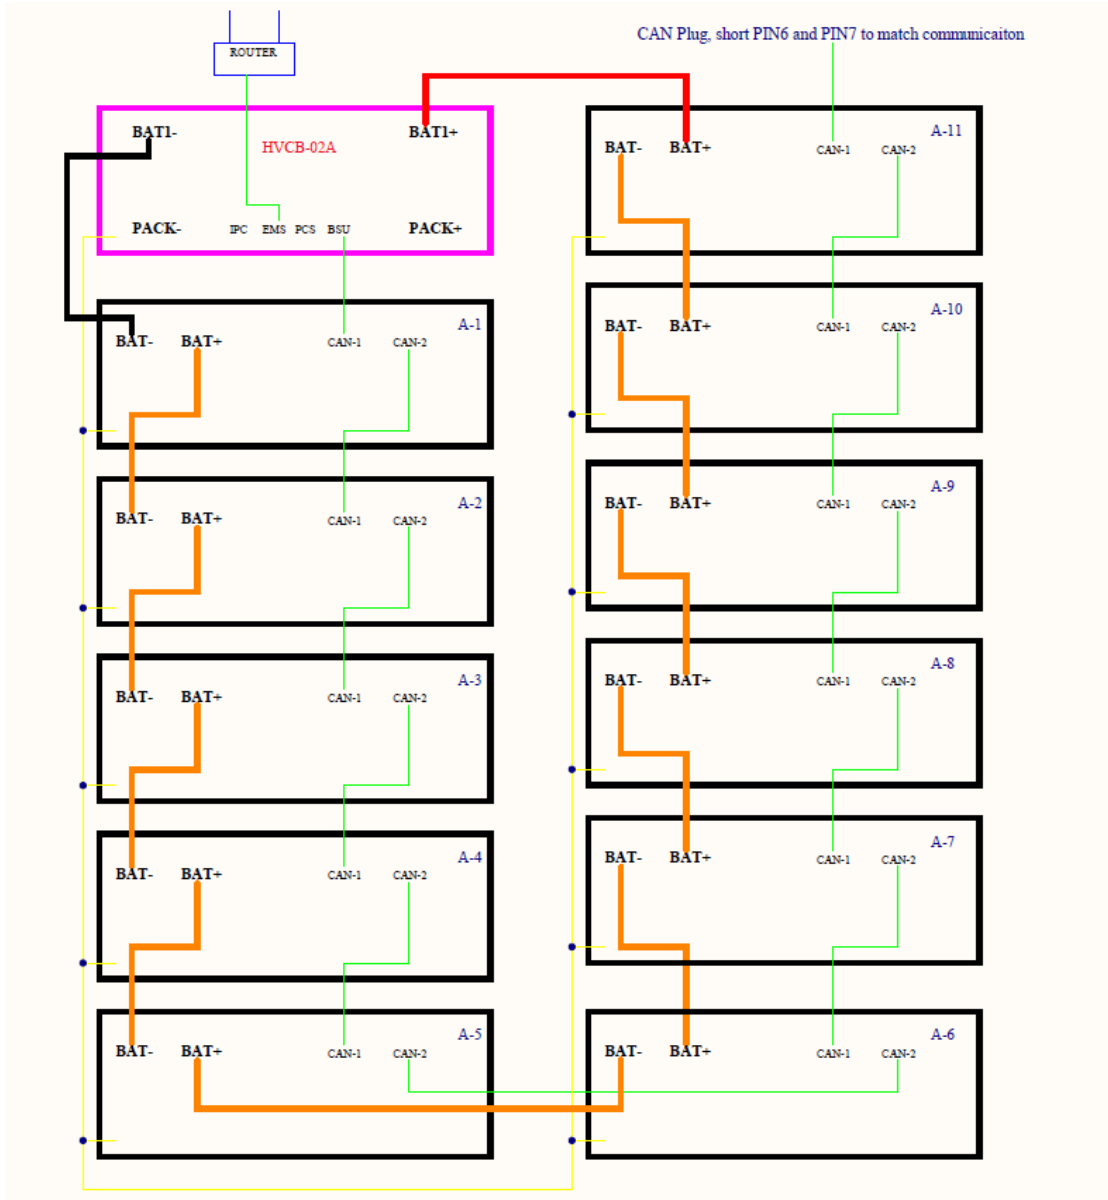 CAN Plug, short PIN6 and PIN7 to match communicaiton
ROUTER
BAT1- BAT1+
HVCB-02A
PACK- IPC EMS PCS BSU PACK+
A-1
BAT- BAT+ CAN-1 CAN-2
A-2
BAT- BAT+ CAN-1 CAN-2
A-3
BAT- BAT+ CAN-1 CAN-2
A-4
BAT- BAT+ CAN-1 CAN-2
A-5
BAT- BAT+ CAN-1 CAN-2
A-11
BAT- BAT+ CAN-1 CAN-2
A-10
BAT- BAT+ CAN-1 CAN-2
A-9
BAT- BAT+ CAN-1 CAN-2
A-8
BAT- BAT+ CAN-1 CAN-2
A-7
BAT- BAT+ CAN-1 CAN-2
A-6
BAT- BAT+ CAN-1 CAN-2